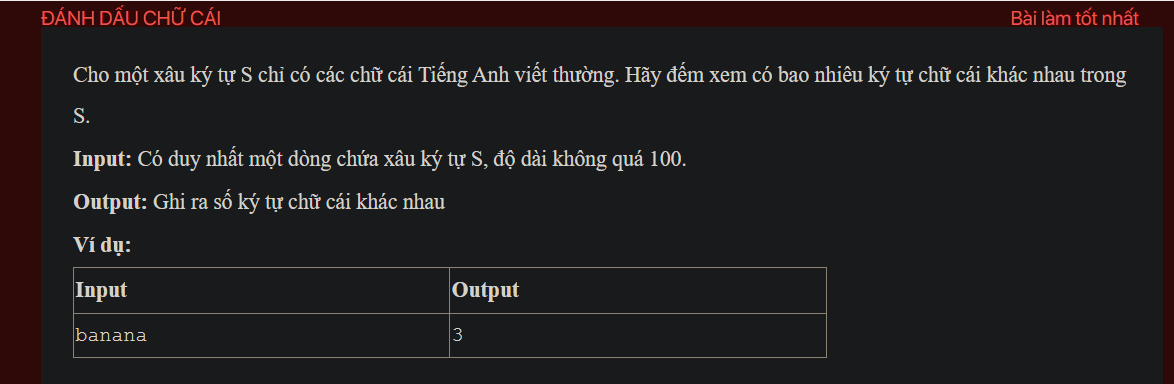 ĐÁNH DẤU CHỮ CÁI
Bài làm tốt nhất
Cho một xâu ký tự S chỉ có các chữ cái Tiếng Anh viết thường. Hãy đếm xem có bao nhiêu ký tự chữ cái khác nhau trong
S.
Input: Có duy nhất một dòng chứa xâu ký tự S, độ dài không quá 100.
Output: Ghi ra số ký tự chữ cái khác nhau
Ví dụ:
Input Output
banana 3